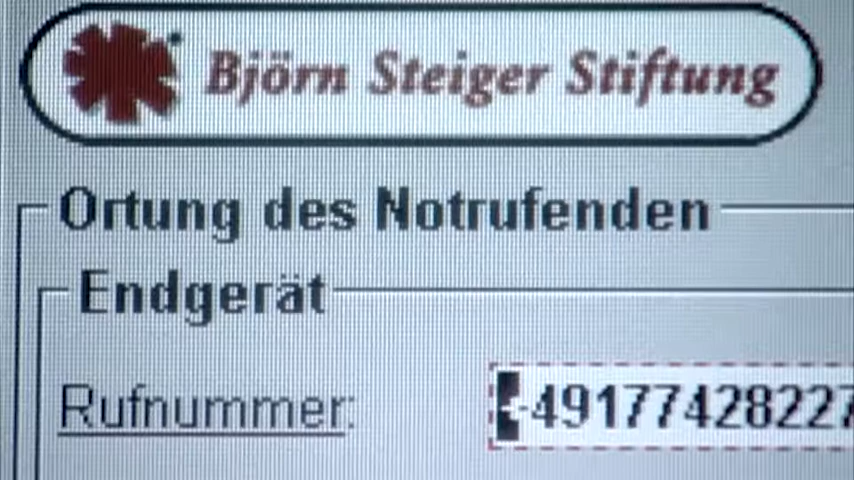 Björn Steiger Stiftung
Ortung des Notrufenden
Endgerät
Rufnummer:
+49177428227